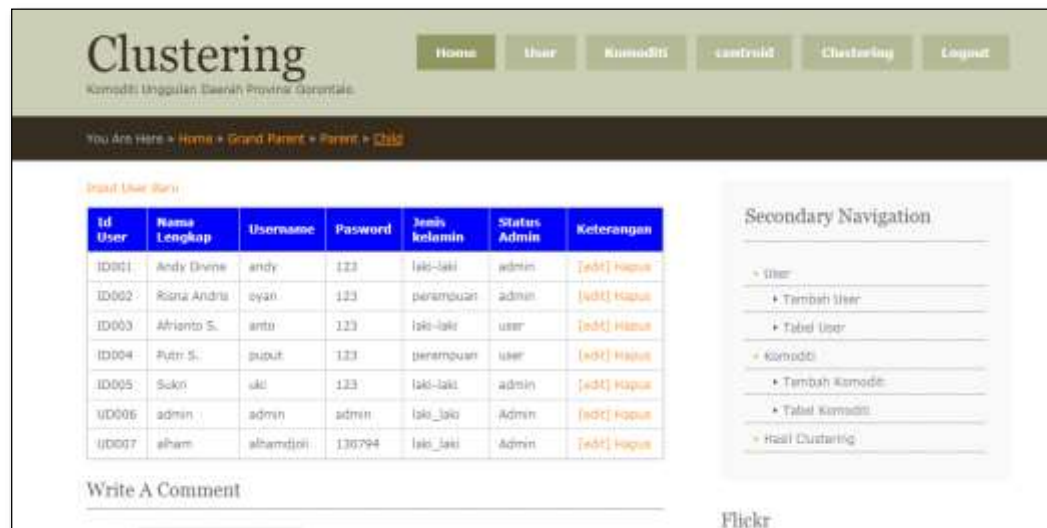 Clustering
Komoditi Unggulan Daerah Provinsi Gorontalo
Home User Komoditi centroid Clustering Logout
You Are Here » Home » Grand Parent » Parent » Child
Input User Baru
Id User Nama Lengkap Username Pasword Jenis kelamin Status Admin Keterangan
ID001 Andy Divine andy 123 laki-laki admin [edit] Hapus
ID002 Risna Andris oyan 123 perempuan admin [edit] Hapus
ID003 Afrianto S. anto 123 laki-laki user [edit] Hapus
ID004 Putri S. puput 123 perempuan user [edit] Hapus
ID005 Sukri uki 123 laki-laki admin [edit] Hapus
UD006 admin admin admin laki_laki Admin [edit] Hapus
UD007 alham alhamdjoli 130794 laki_laki Admin [edit] Hapus
Write A Comment
Secondary Navigation
User
Tambah User
Tabel User
Komoditi
Tambah Komoditi
Tabel Komoditi
Hasil Clustering
Flickr